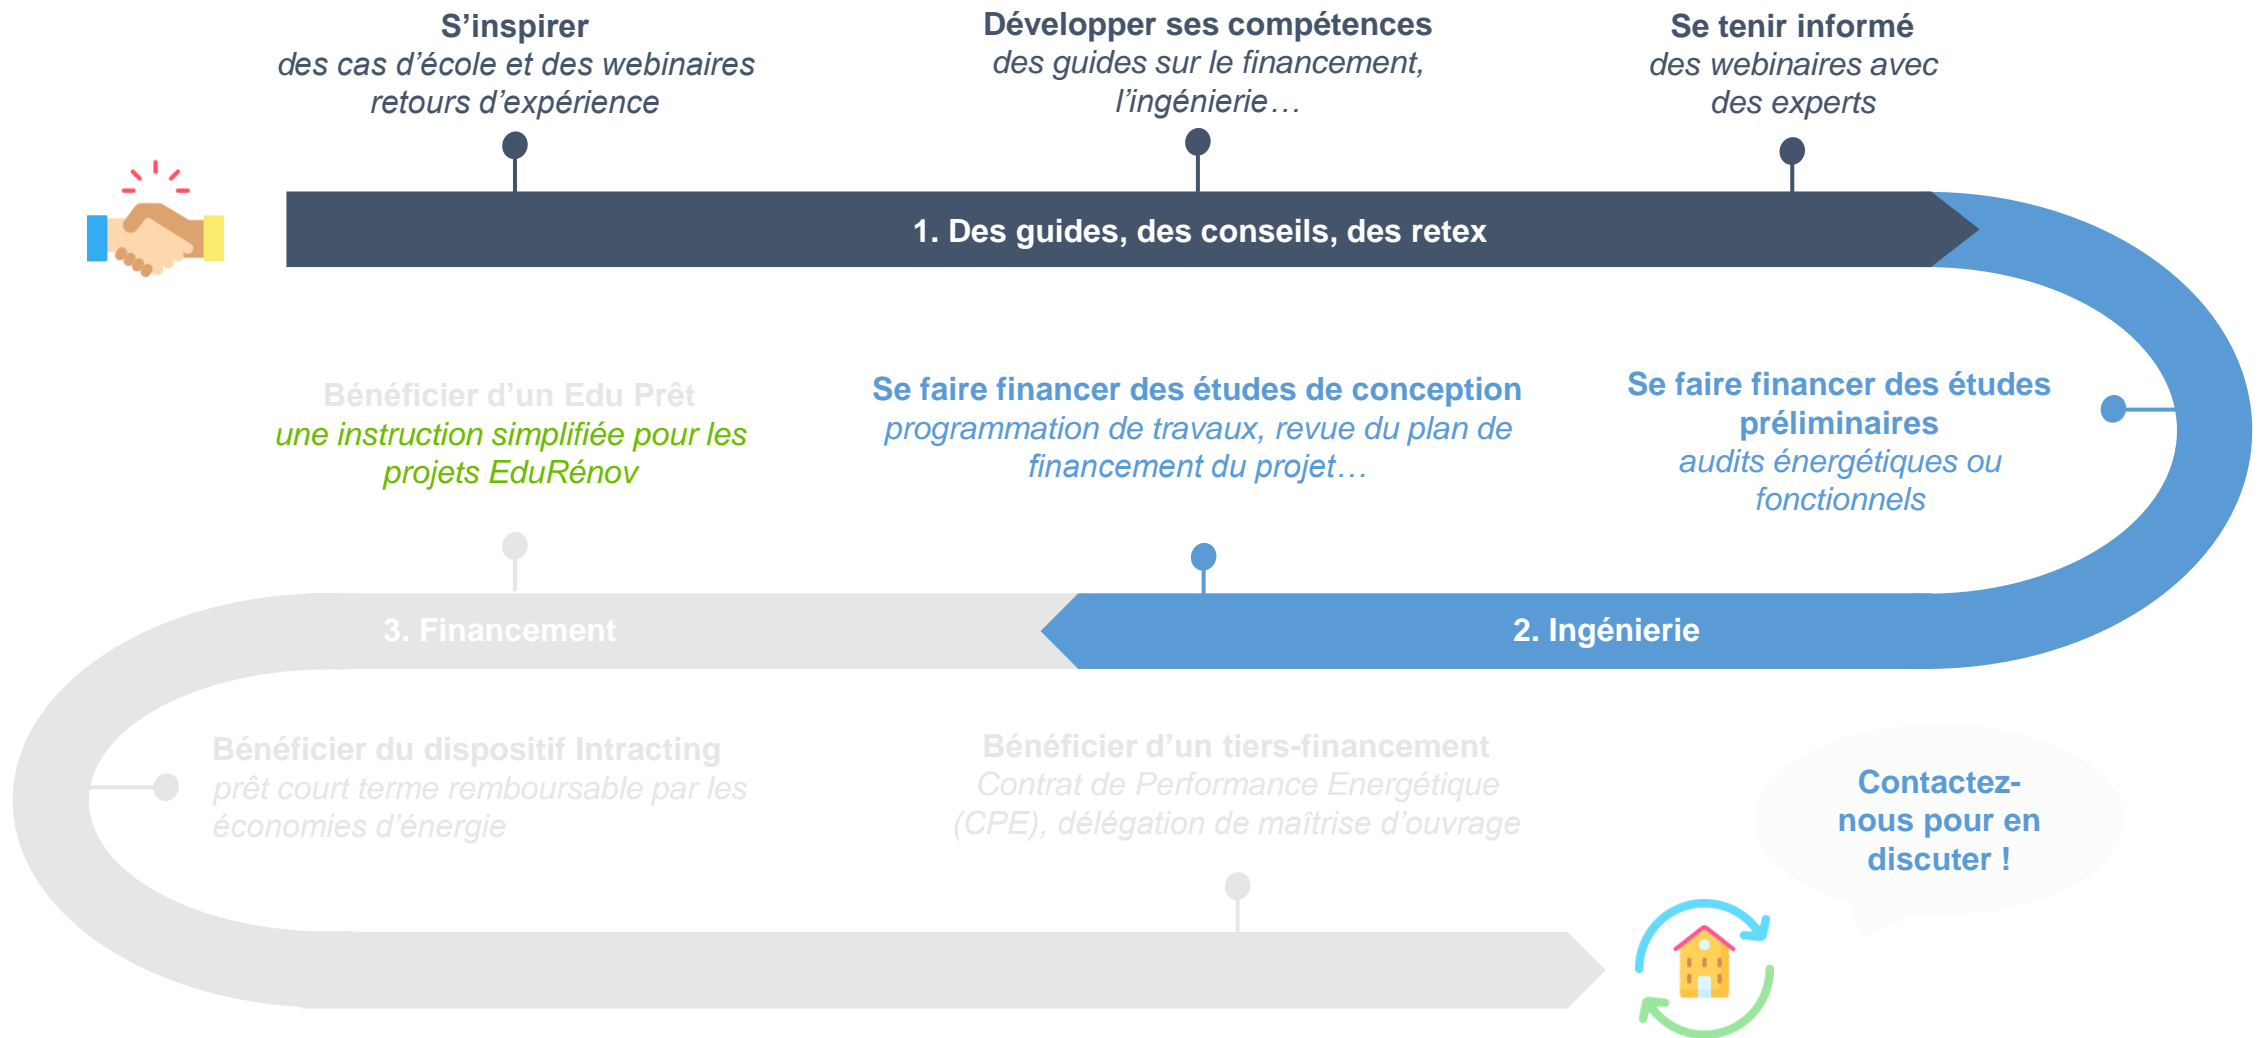 S’inspirer
des cas d’école et des webinaires
retours d’expérience
Développer ses compétences
des guides sur le financement,
l’ingénierie…
Se tenir informé
des webinaires avec
des experts
1. Des guides, des conseils, des retex
Se faire financer des études
préliminaires
audits énergétiques ou
fonctionnels
Se faire financer des études de conception
programmation de travaux, revue du plan de
financement du projet…
2. Ingénierie
Bénéficier d’un Edu Prêt
une instruction simplifiée pour les
projets EduRénov
3. Financement
Bénéficier du dispositif Intracting
prêt court terme remboursable par les
économies d’énergie
Bénéficier d’un tiers-financement
Contrat de Performance Energétique
(CPE), délégation de maîtrise d’ouvrage
Contactez-
nous pour en
discuter !